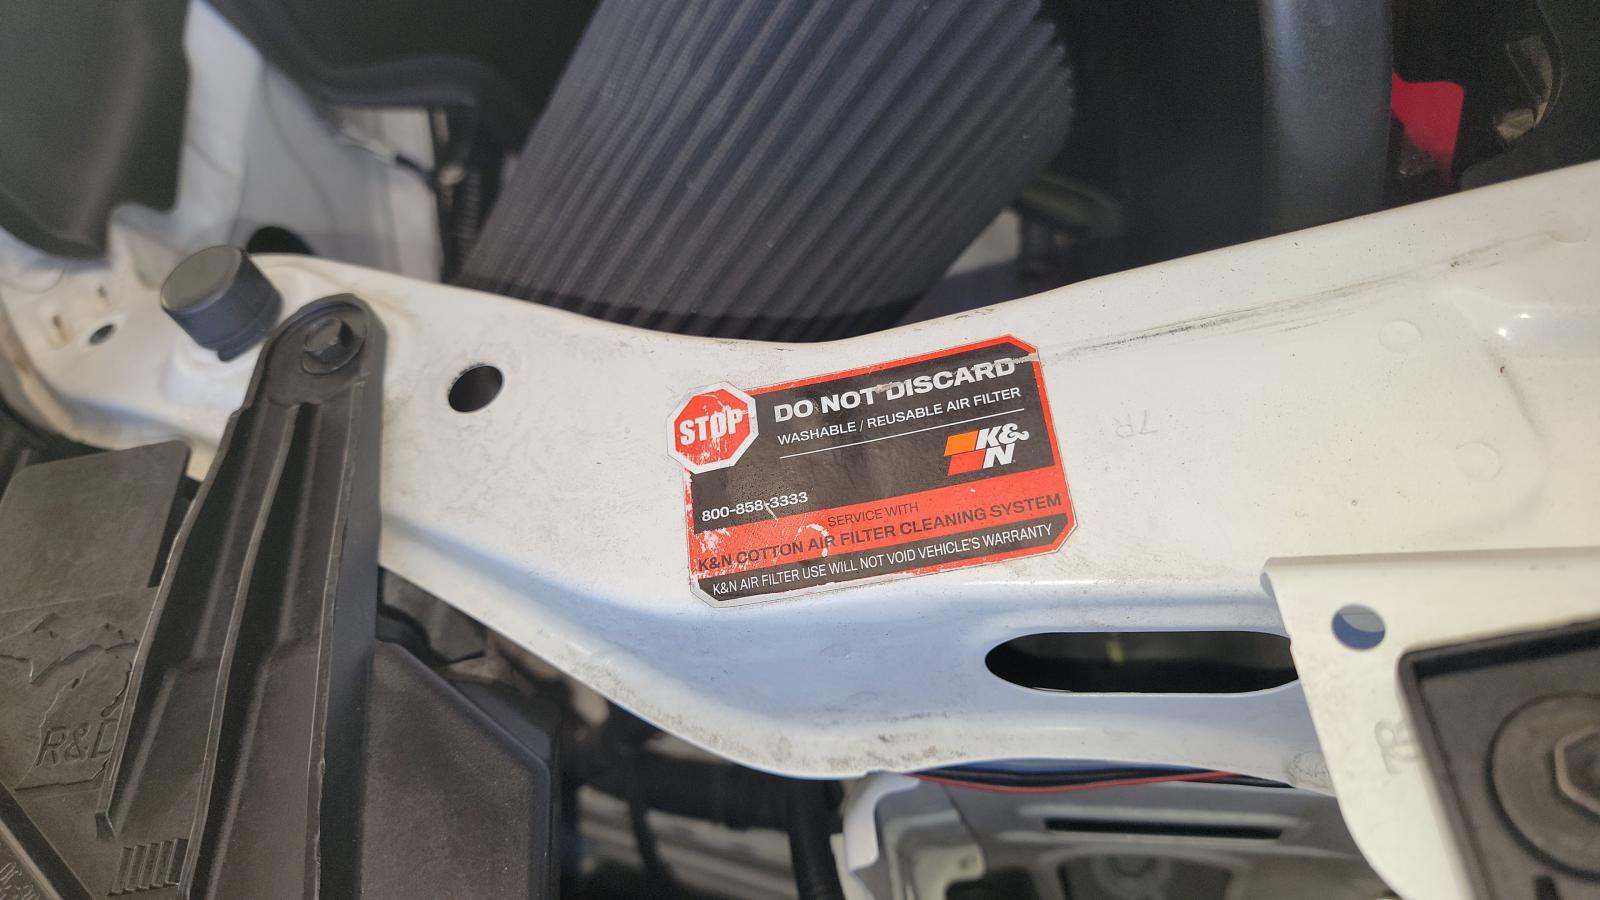 STOP
DO NOT DISCARD
WASHABLE / REUSABLE AIR FILTER
K&N
800-858-3333
SERVICE WITH
K&N COTTON AIR FILTER CLEANING SYSTEM
K&N AIR FILTER USE WILL NOT VOID VEHICLE'S WARRANTY
7R
R&D